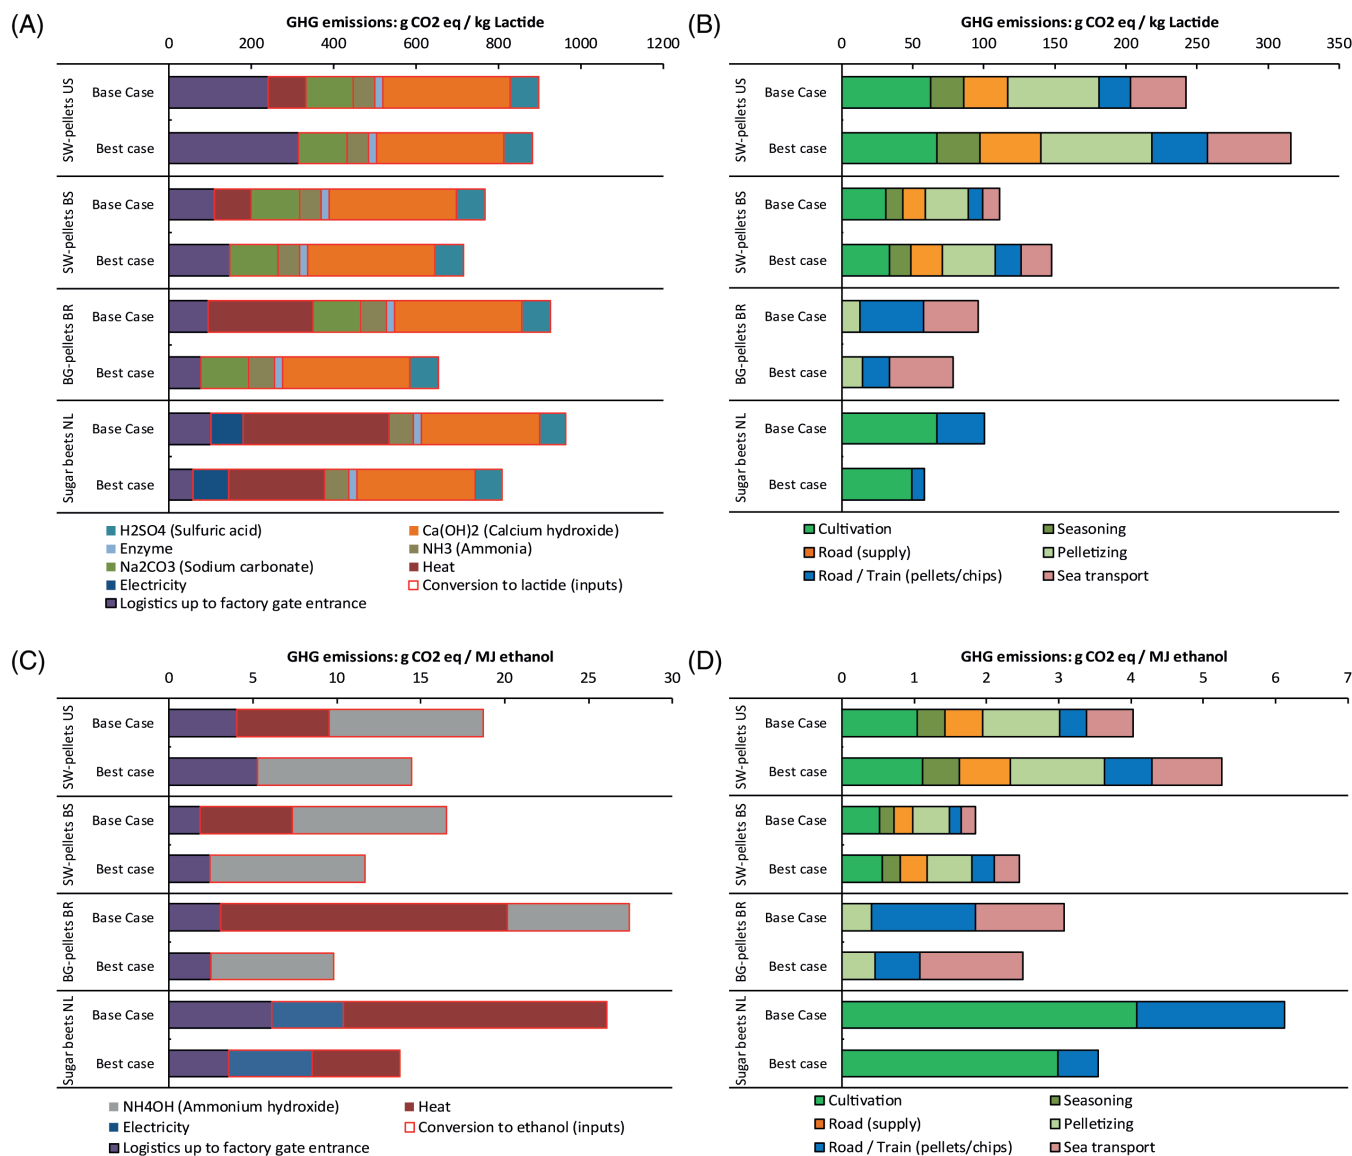 (A)
GHG emissions: g CO2 eq / kg Lactide
0 200 400 600 800 1000 1200
SW-pellets US
Base Case
Best case
SW-pellets BS
Base Case
Best case
BG-pellets BR
Base Case
Best case
Sugar beets NL
Base Case
Best case
H2SO4 (Sulfuric acid)
Ca(OH)2 (Calcium hydroxide)
Enzyme
NH3 (Ammonia)
Na2CO3 (Sodium carbonate)
Heat
Electricity
Conversion to lactide (inputs)
Logistics up to factory gate entrance
(B)
GHG emissions: g CO2 eq / kg Lactide
0 50 100 150 200 250 300 350
SW-pellets US
Base Case
Best case
SW-pellets BS
Base Case
Best case
BG-pellets BR
Base Case
Best case
Sugar beets NL
Base Case
Best case
Cultivation
Seasoning
Road (supply)
Pelletizing
Road / Train (pellets/chips)
Sea transport
(C)
GHG emissions: g CO2 eq / MJ ethanol
0 5 10 15 20 25 30
SW-pellets US
Base Case
Best case
SW-pellets BS
Base Case
Best case
BG-pellets BR
Base Case
Best case
Sugar beets NL
Base Case
Best case
NH4OH (Ammonium hydroxide)
Heat
Electricity
Conversion to ethanol (inputs)
Logistics up to factory gate entrance
(D)
GHG emissions: g CO2 eq / MJ ethanol
0 1 2 3 4 5 6 7
SW-pellets US
Base Case
Best case
SW-pellets BS
Base Case
Best case
BG-pellets BR
Base Case
Best case
Sugar beets NL
Base Case
Best case
Cultivation
Seasoning
Road (supply)
Pelletizing
Road / Train (pellets/chips)
Sea transport